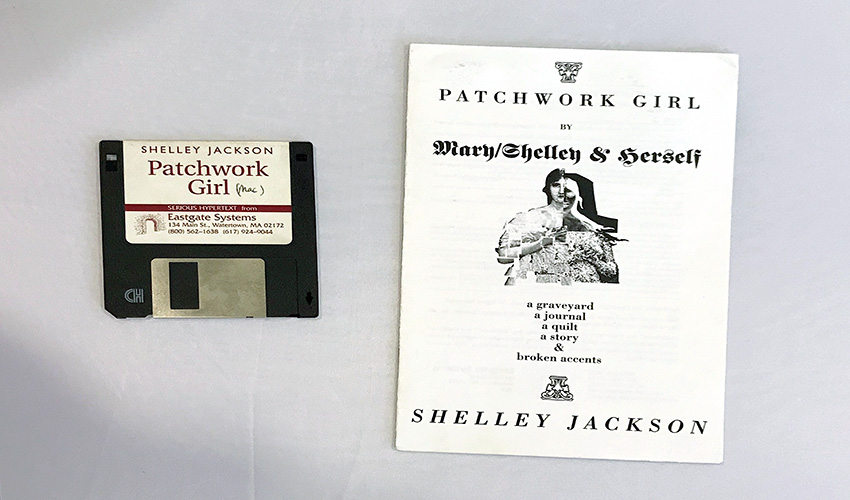 SHELLEY JACKSON
Patchwork
Girl (Mac)
SERIOUS HYPERTEXT from
Eastgate Systems
134 Main St., Watertown, MA 02172
(800) 562-1638 (617) 924-9044
PATCHWORK GIRL
BY
Mary/Shelley & Herself
a graveyard
a journal
a quilt
a story
&
broken accents
SHELLEY JACKSON